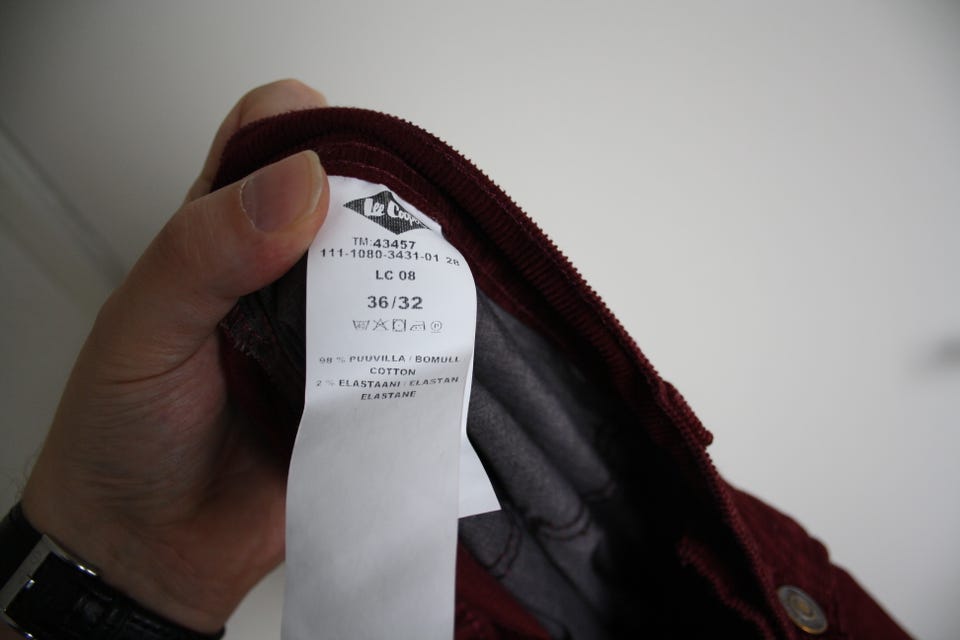 Lee Cooper
TM:43457
111-1080-3431-01 28
LC 08
36/32
98 % PUUVILLA / BOMULL
COTTON
2 % ELASTAANI / ELASTAN
ELASTANE